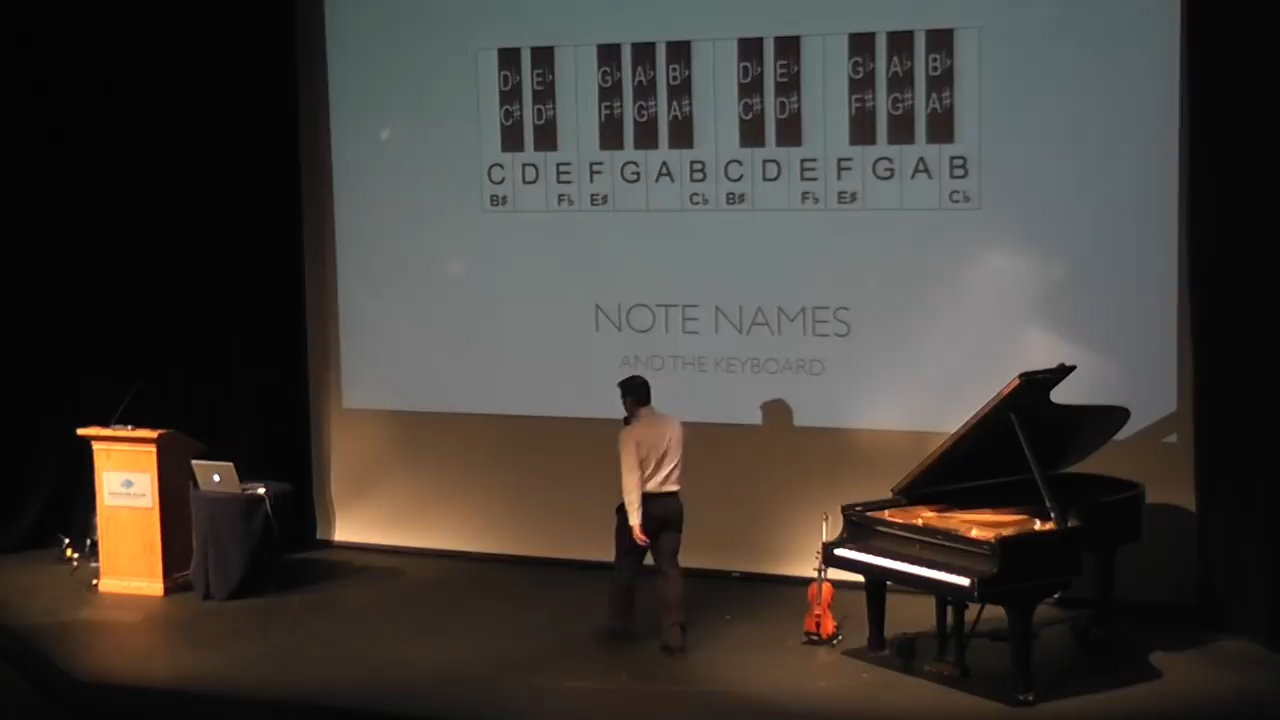 D♭ E♭ G♭ A♭ B♭ D♭ E♭ G♭ A♭ B♭
C# D# F# G# A# C# D# F# G# A#
C D E F G A B C D E F G A B
B# F♭ E# C♭ B# F♭ E# C♭
NOTE NAMES
AND THE KEYBOARD